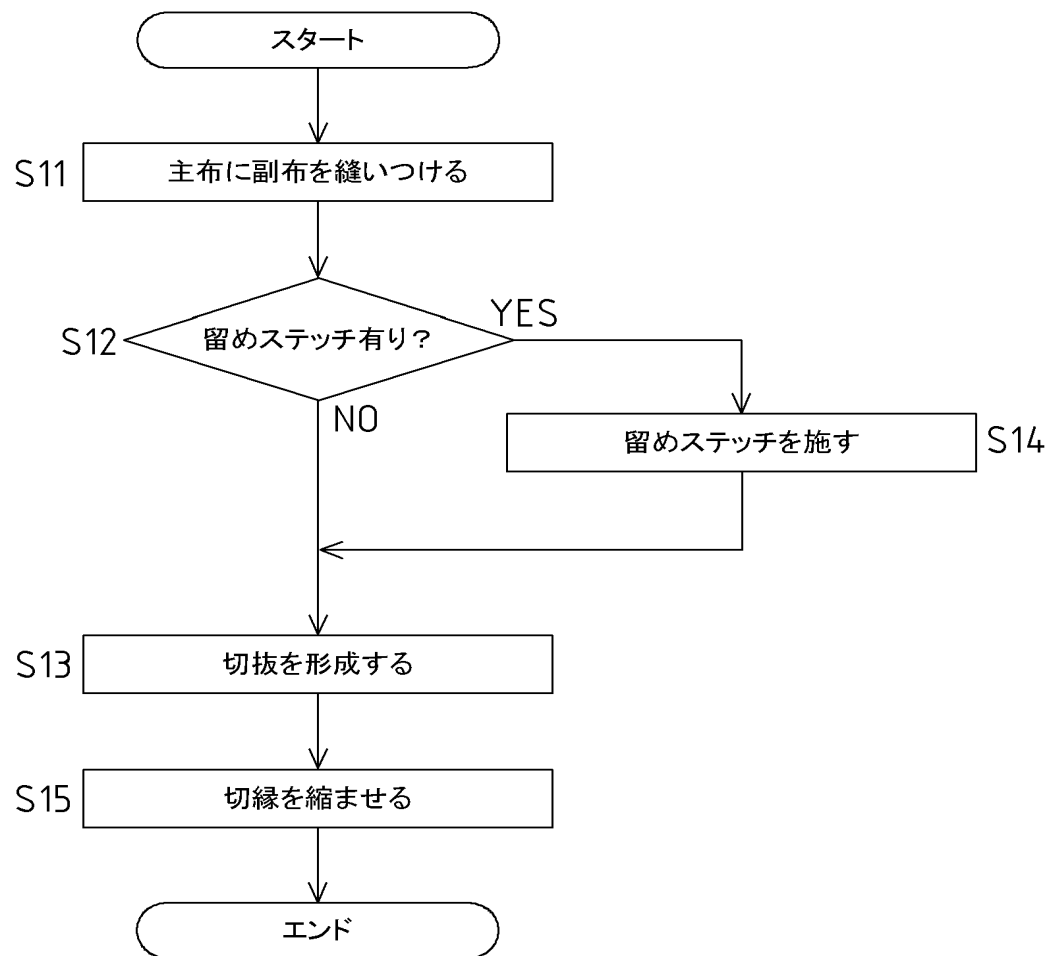 スタート
S11
主布に副布を縫いつける
S12
留めステッチ有り?
YES
NO
留めステッチを施す
S14
S13
切抜を形成する
S15
切縁を縮ませる
エンド